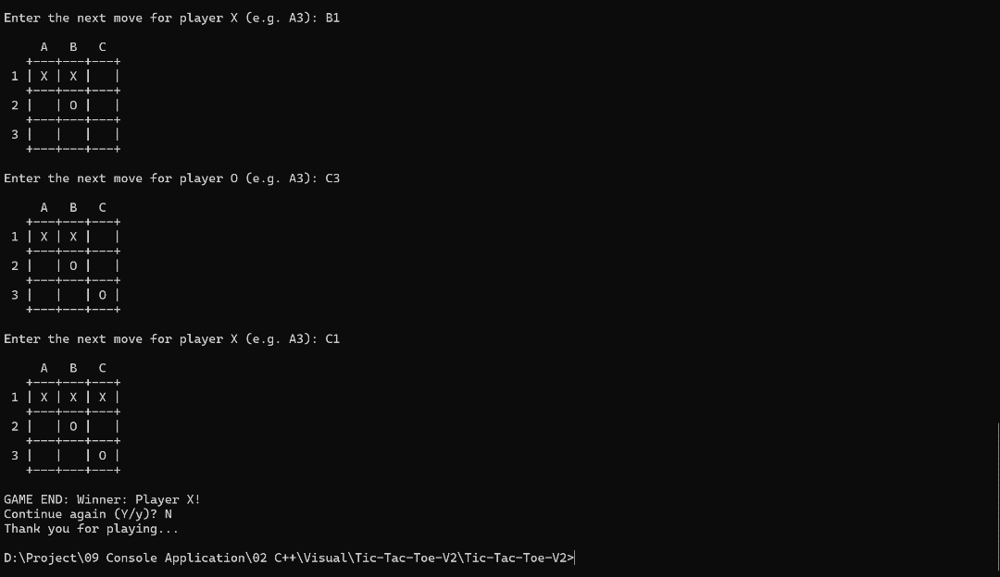 Enter the next move for player X (e.g. A3): B1
     A   B   C
   +---+---+---+
 1 | X | X |   |
   +---+---+---+
 2 |   | O |   |
   +---+---+---+
 3 |   |   |   |
   +---+---+---+
Enter the next move for player O (e.g. A3): C3
     A   B   C
   +---+---+---+
 1 | X | X |   |
   +---+---+---+
 2 |   | O |   |
   +---+---+---+
 3 |   |   | O |
   +---+---+---+
Enter the next move for player X (e.g. A3): C1
     A   B   C
   +---+---+---+
 1 | X | X | X |
   +---+---+---+
 2 |   | O |   |
   +---+---+---+
 3 |   |   | O |
   +---+---+---+
GAME END: Winner: Player X!
Continue again (Y/y)? N
Thank you for playing...
D:\Project\09 Console Application\02 C++\Visual\Tic-Tac-Toe-V2\Tic-Tac-Toe-V2>